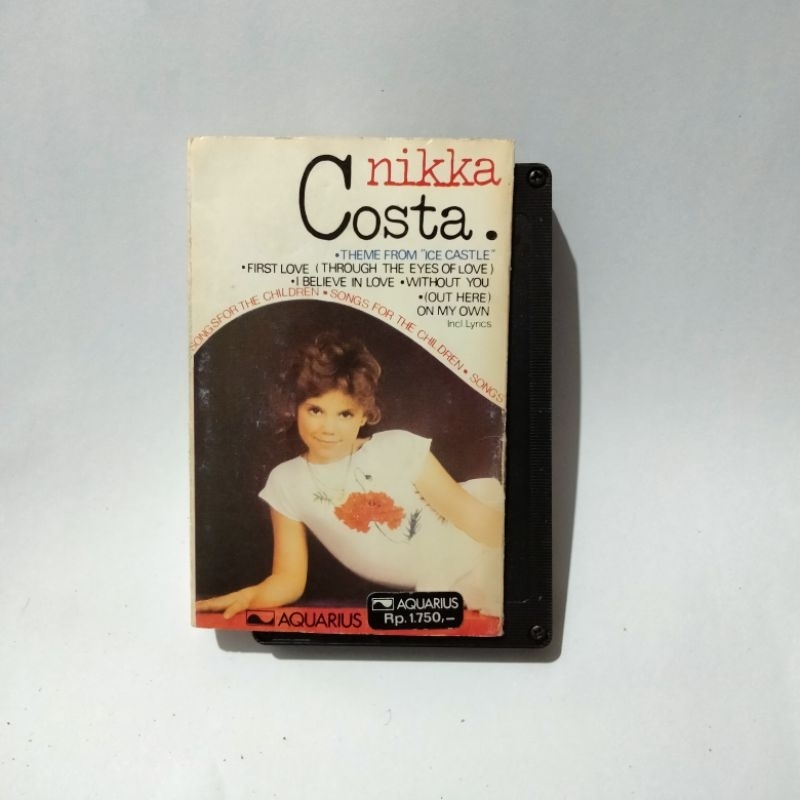 nikka
Costa.
•THEME FROM "ICE CASTLE"
•FIRST LOVE (THROUGH THE EYES OF LOVE)
•I BELIEVE IN LOVE •WITHOUT YOU
•(OUT HERE)
ON MY OWN
Incl. Lyrics
SONGS FOR THE CHILDREN • SONGS FOR THE CHILDREN • SONGS
AQUARIUS
AQUARIUS
Rp. 1.750,–